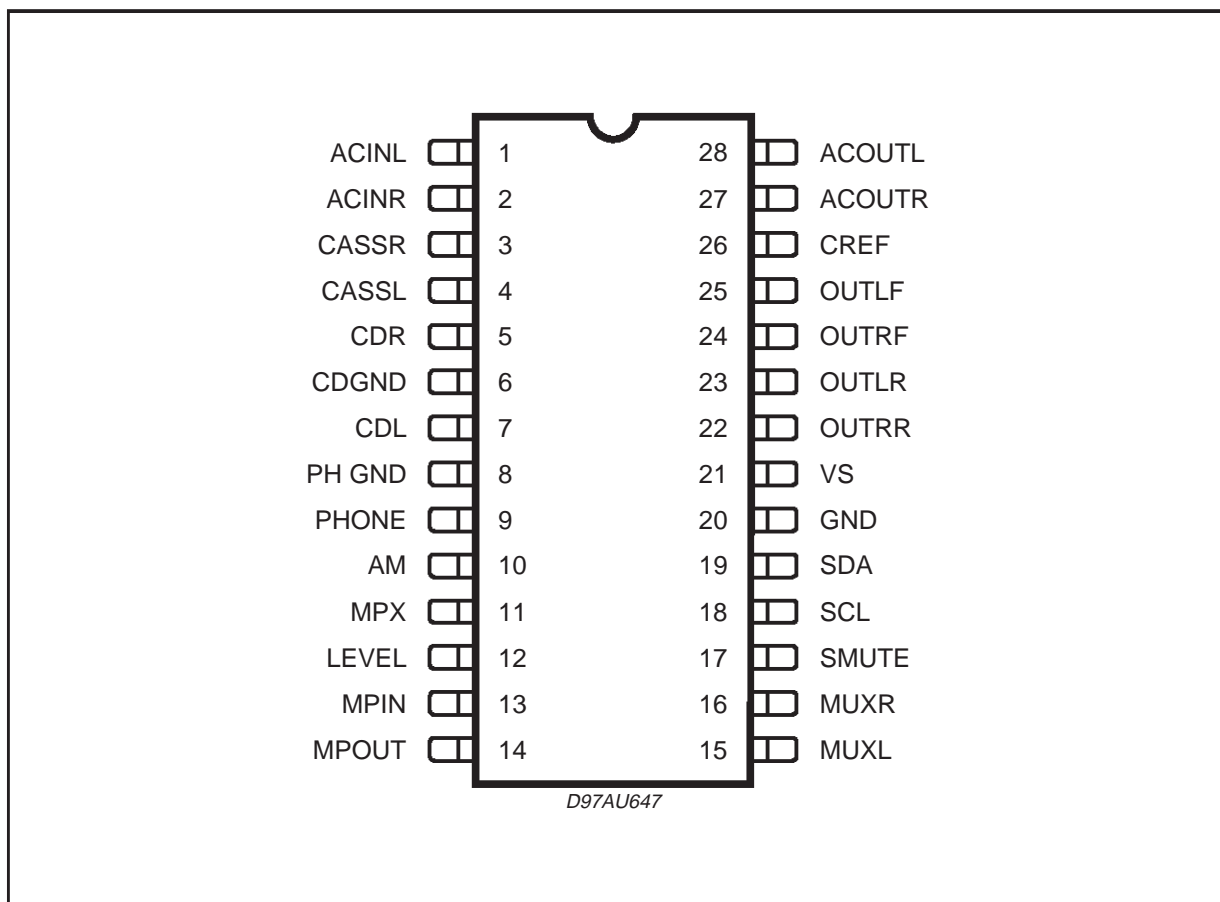 ACINL 1 28 ACOUTL
ACINR 2 27 ACOUTR
CASSR 3 26 CREF
CASSL 4 25 OUTLF
CDR 5 24 OUTRF
CDGND 6 23 OUTLR
CDL 7 22 OUTRR
PH GND 8 21 VS
PHONE 9 20 GND
AM 10 19 SDA
MPX 11 18 SCL
LEVEL 12 17 SMUTE
MPIN 13 16 MUXR
MPOUT 14 15 MUXL
D97AU647